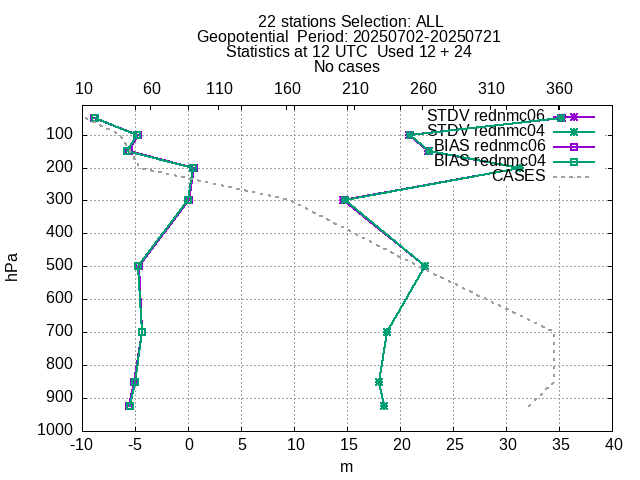 22 stations Selection: ALL
Geopotential  Period: 20250702-20250721
Statistics at 12 UTC  Used 12 + 24
No cases
10 60 110 160 210 260 310 360
STDV rednmc06
STDV rednmc04
BIAS rednmc06
BIAS rednmc04
CASES
100
200
300
400
500
600
700
800
900
1000
hPa
-10 -5 0 5 10 15 20 25 30 35 40
m